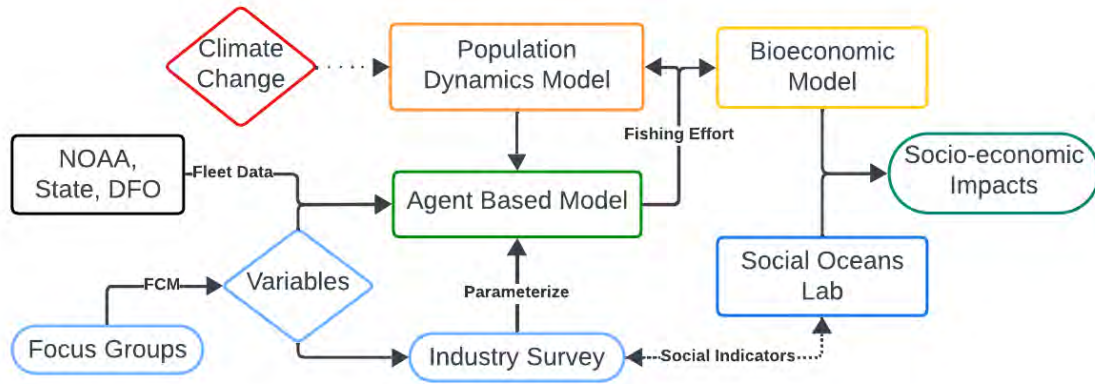 Climate
Change
Population
Dynamics Model
Bioeconomic
Model
Fishing Effort
NOAA,
State, DFO
Fleet Data
Agent Based Model
Socio-economic
Impacts
Variables
FCM
Parameterize
Social Oceans
Lab
Focus Groups
Industry Survey
Social Indicators